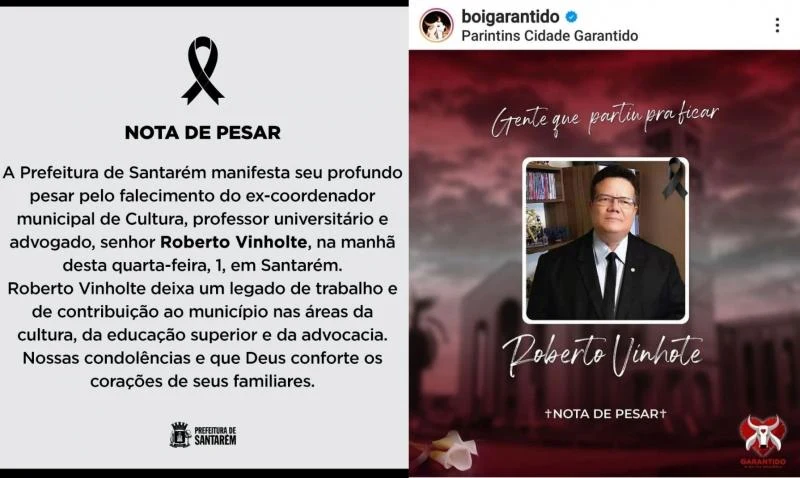 NOTA DE PESAR
A Prefeitura de Santarém manifesta seu profundo
pesar pelo falecimento do ex-coordenador
municipal de Cultura, professor universitário e
advogado, senhor Roberto Vinholte, na manhã
desta quarta-feira, 1, em Santarém.
Roberto Vinholte deixa um legado de trabalho e
de contribuição ao município nas áreas da
cultura, da educação superior e da advocacia.
Nossas condolências e que Deus conforte os
corações de seus familiares.
PREFEITURA DE
SANTARÉM
boigarantido
Parintins Cidade Garantido
Gente que partiu pra ficar
Roberto Vinhote
✝NOTA DE PESAR✝
GARANTIDO